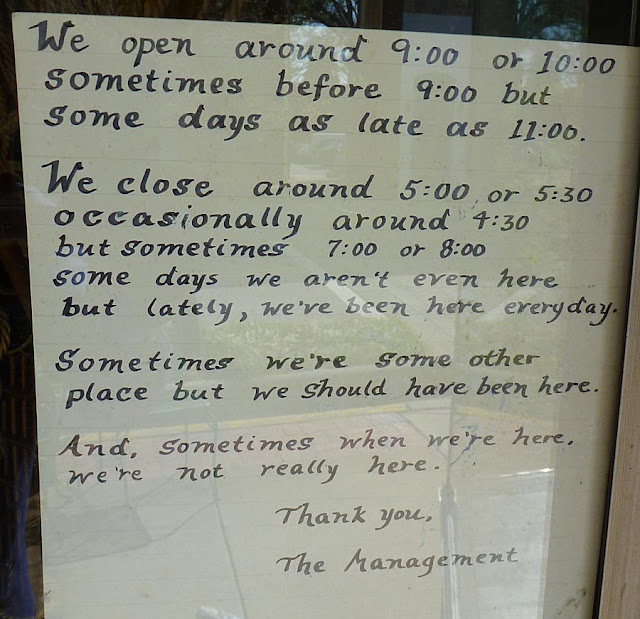 We open around 9:00 or 10:00
sometimes before 9:00 but
some days as late as 11:00.
We close around 5:00 or 5:30
occasionally around 4:30
but sometimes 7:00 or 8:00
some days we aren't even here
but lately, we've been here everyday.
Sometimes we're some other
place but we should have been here.
And, sometimes when we're here,
we're not really here.
Thank you,
The Management